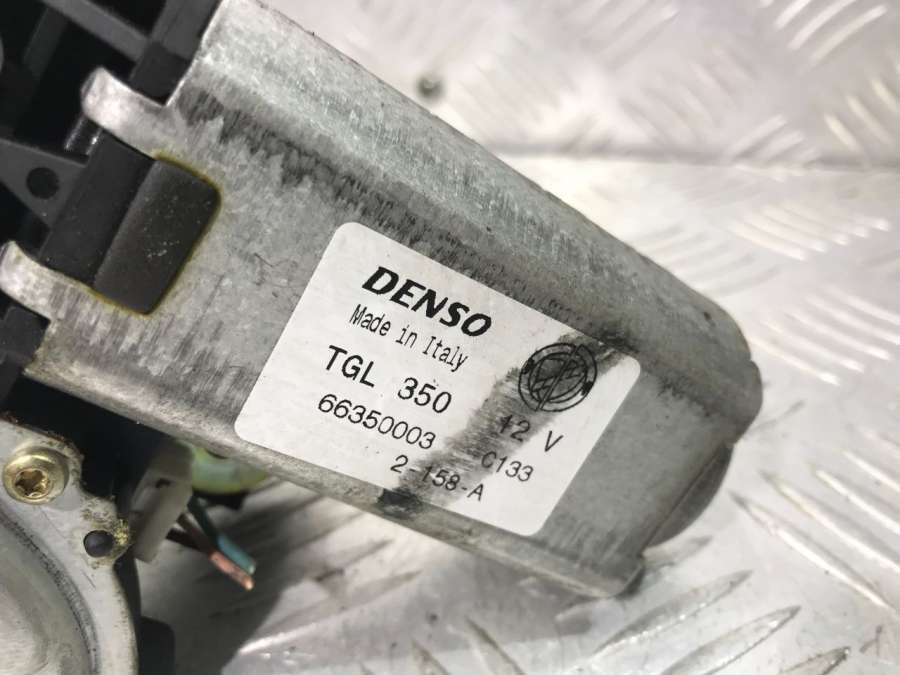 DENSO
Made in Italy
TGL 350 12 V
66350003 C133
2-158-A